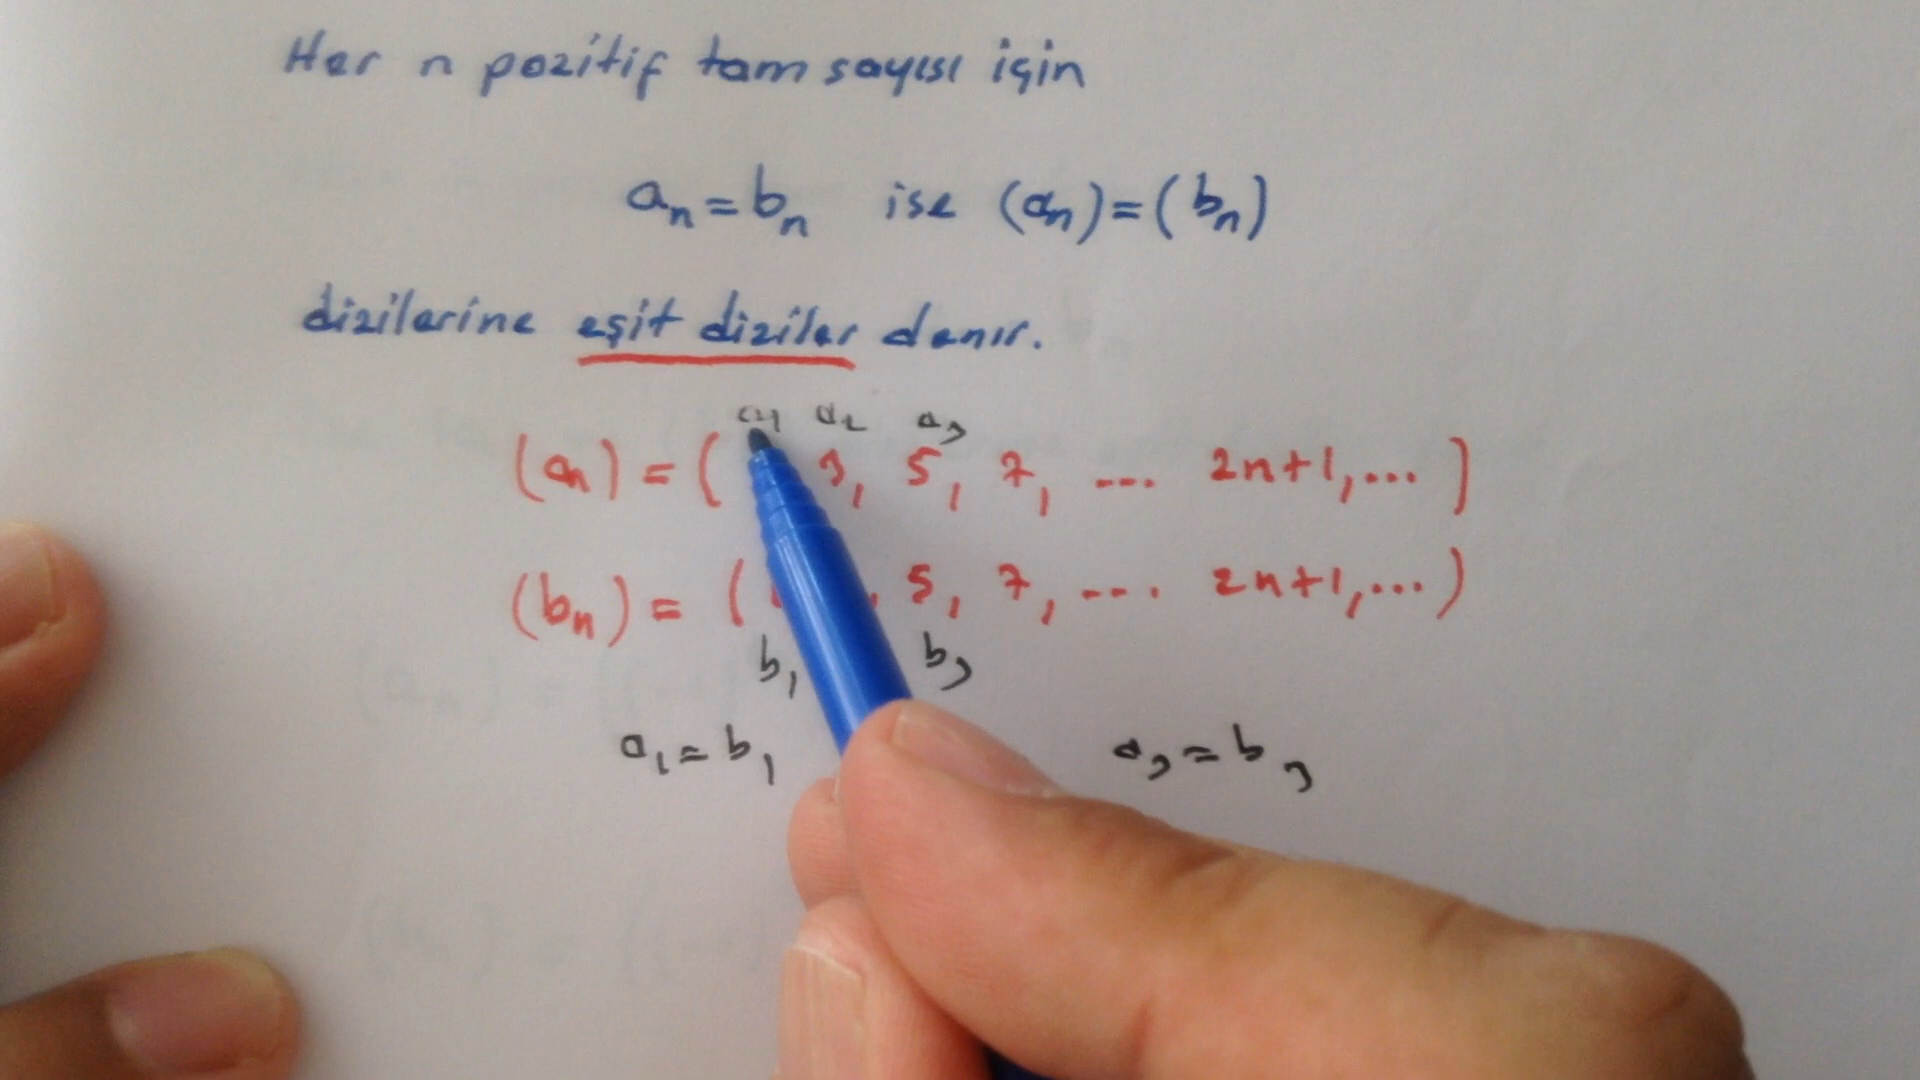 Her n pozitif tam sayısı için
aₙ = bₙ ise (aₙ) = (bₙ)
dizilerine eşit diziler denir.
a₁ a₂ a₃
(aₙ) = ( 3, 5, 7, .... 2n+1, ... )
(bₙ) = ( , 5, 7, .... 2n+1, ... )
b₁ b₃
a₁ = b₁ a₃ = b₃